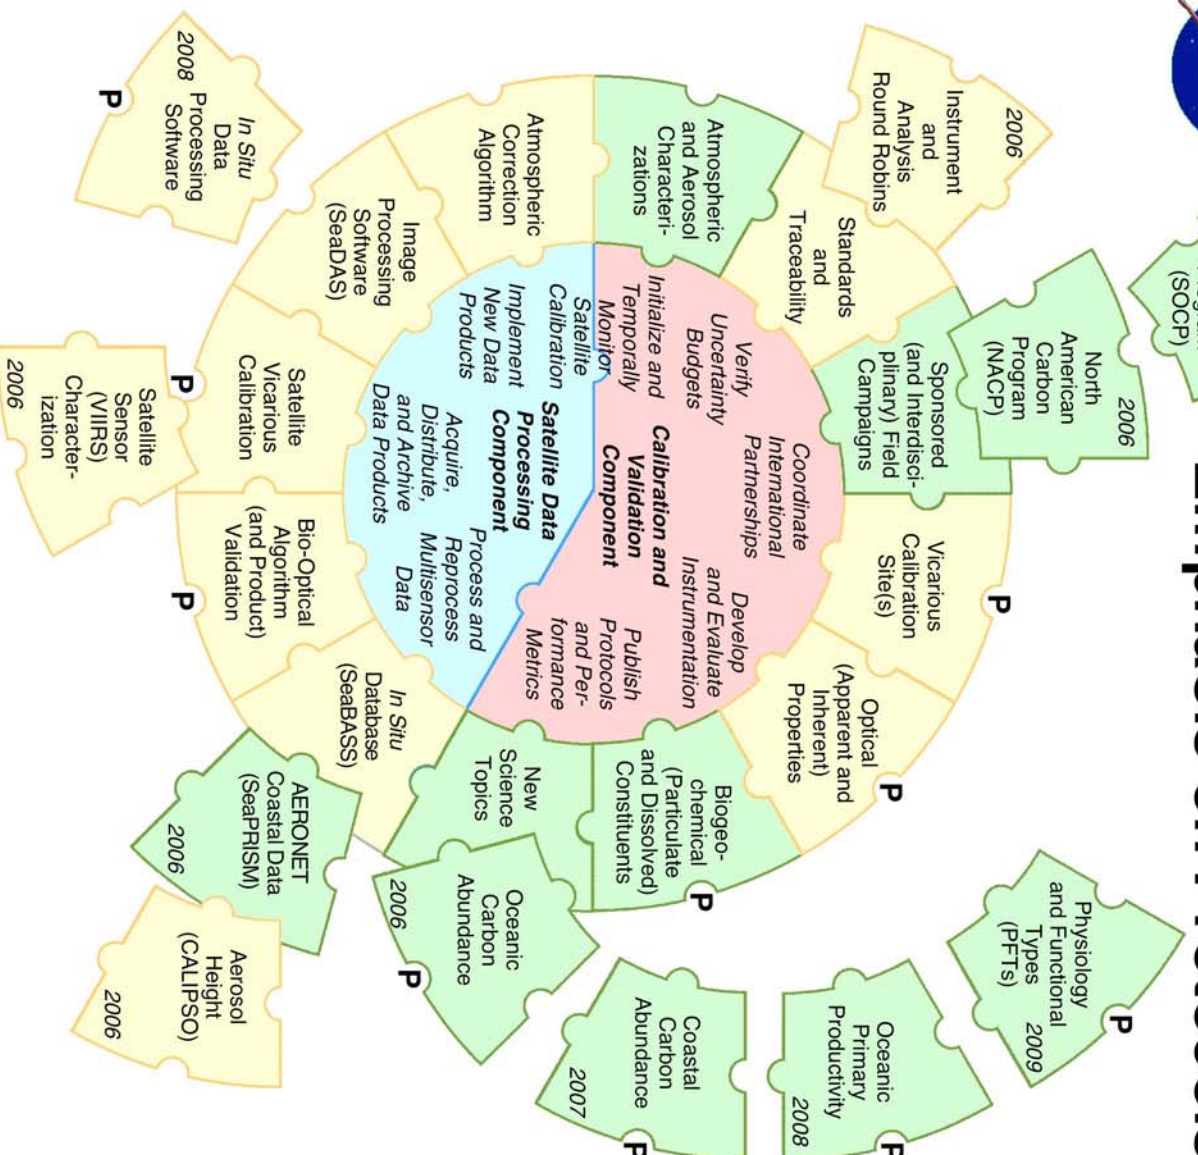 2006
Instrument
and
Analysis
Round Robins
(SOCP)
2006
North
American
Carbon
Program
(NACP)
Atmospheric
and Aerosol
Characteri-
zations
Standards
and
Traceability
Sponsored
(and Interdisci-
plinary) Field
Campaigns
Vicarious
Calibration
Site(s)
P
Optical
(Apparent and
Inherent)
Properties
P
Biogeo-
chemical
(Particulate
and Dissolved)
Constituents
P
New
Science
Topics
Physiology
and Functional
Types
(PFTs)
2009
P
Oceanic
Primary
Productivity
2008
P
Coastal
Carbon
Abundance
2007
P
Oceanic
Carbon
Abundance
2006
P
Initialize and
Temporally
Monitor
Verify
Uncertainty
Budgets
Coordinate
International
Partnerships
Calibration and
Validation
Component
Develop
and Evaluate
Instrumentation
Publish
Protocols
and Per-
formance
Metrics
Satellite
Calibration
Implement
New Data
Products
Satellite Data
Processing
Component
Acquire,
Distribute,
and Archive
Data Products
Process and
Reprocess
Multisensor
Data
Atmospheric
Correction
Algorithm
Image
Processing
Software
(SeaDAS)
Satellite
Vicarious
Calibration
P
Bio-Optical
Algorithm
(and Product)
Validation
P
In Situ
Database
(SeaBASS)
In Situ
Data
Processing
Software
2008
P
Satellite
Sensor
(VIIRS)
Character-
ization
2006
AERONET
Coastal Data
(SeaPRISM)
2006
Aerosol
Height
(CALIPSO)
2006